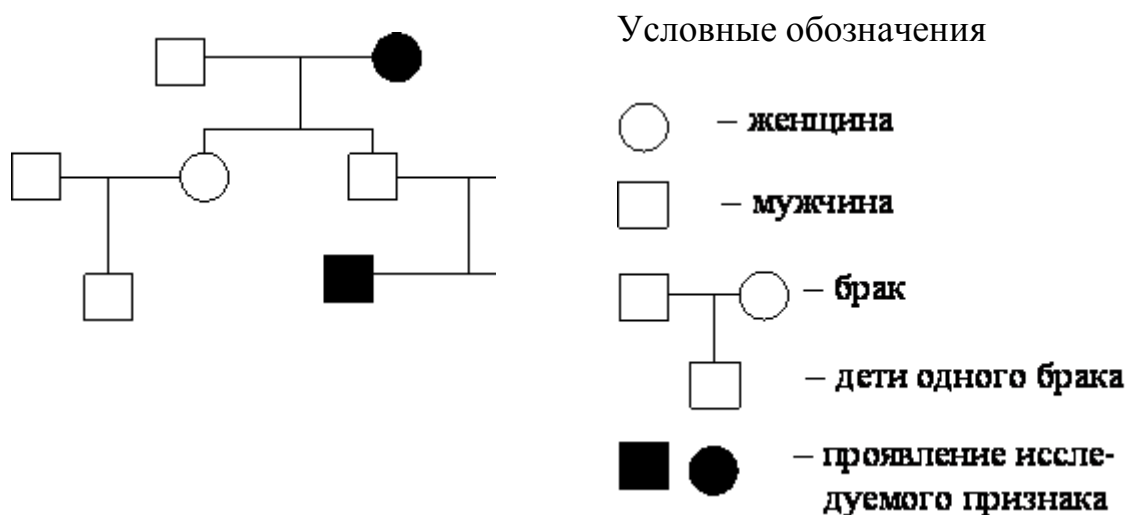 Условные обозначения
– женщина
– мужчина
– брак
– дети одного брака
– проявление иссле-
дуемого признака